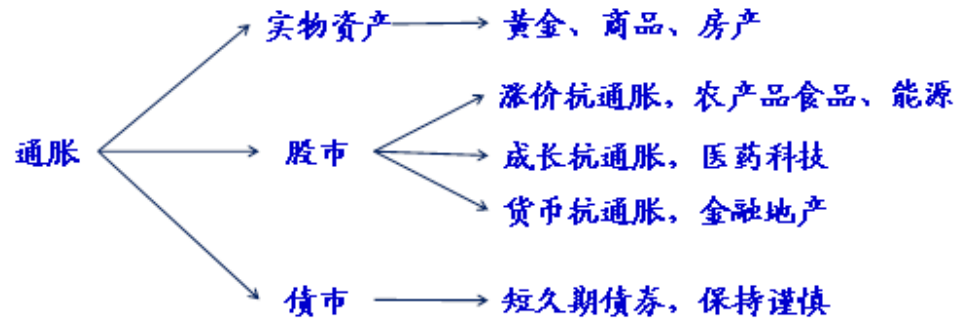 实物资产
黄金、商品、房产
涨价抗通胀，农产品食品、能源
通胀
股市
成长抗通胀，医药科技
货币抗通胀，金融地产
债市
短久期债券，保持谨慎